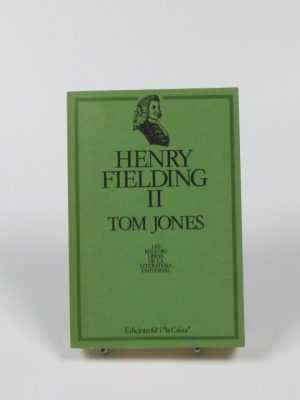 HENRY
FIELDING
II
TOM JONES
LES
MILLORS
OBRES
DE LA
LITERATURA
UNIVERSAL
Edicions 62 i "la Caixa"